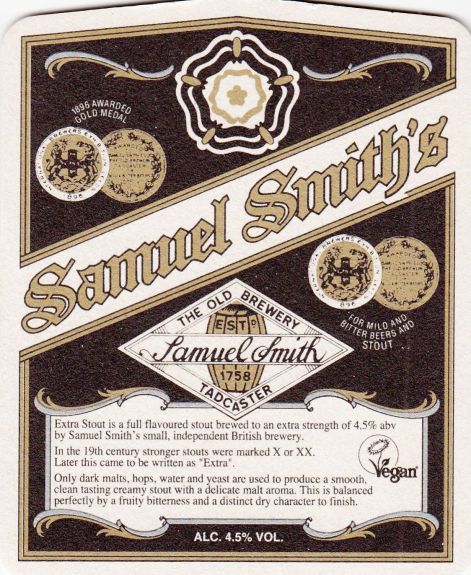 1896 AWARDED
GOLD MEDAL
Samuel Smith's
FOR MILD AND
BITTER BEERS AND
STOUT
THE OLD BREWERY
ESTD
Samuel Smith
1758
TADCASTER
Extra Stout is a full flavoured stout brewed to an extra strength of 4.5% abv
by Samuel Smith's small, independent British brewery.
In the 19th century stronger stouts were marked X or XX.
Later this came to be written as "Extra".
Only dark malts, hops, water and yeast are used to produce a smooth,
clean tasting creamy stout with a delicate malt aroma. This is balanced
perfectly by a fruity bitterness and a distinct dry character to finish.
Vegan
ALC. 4.5% VOL.